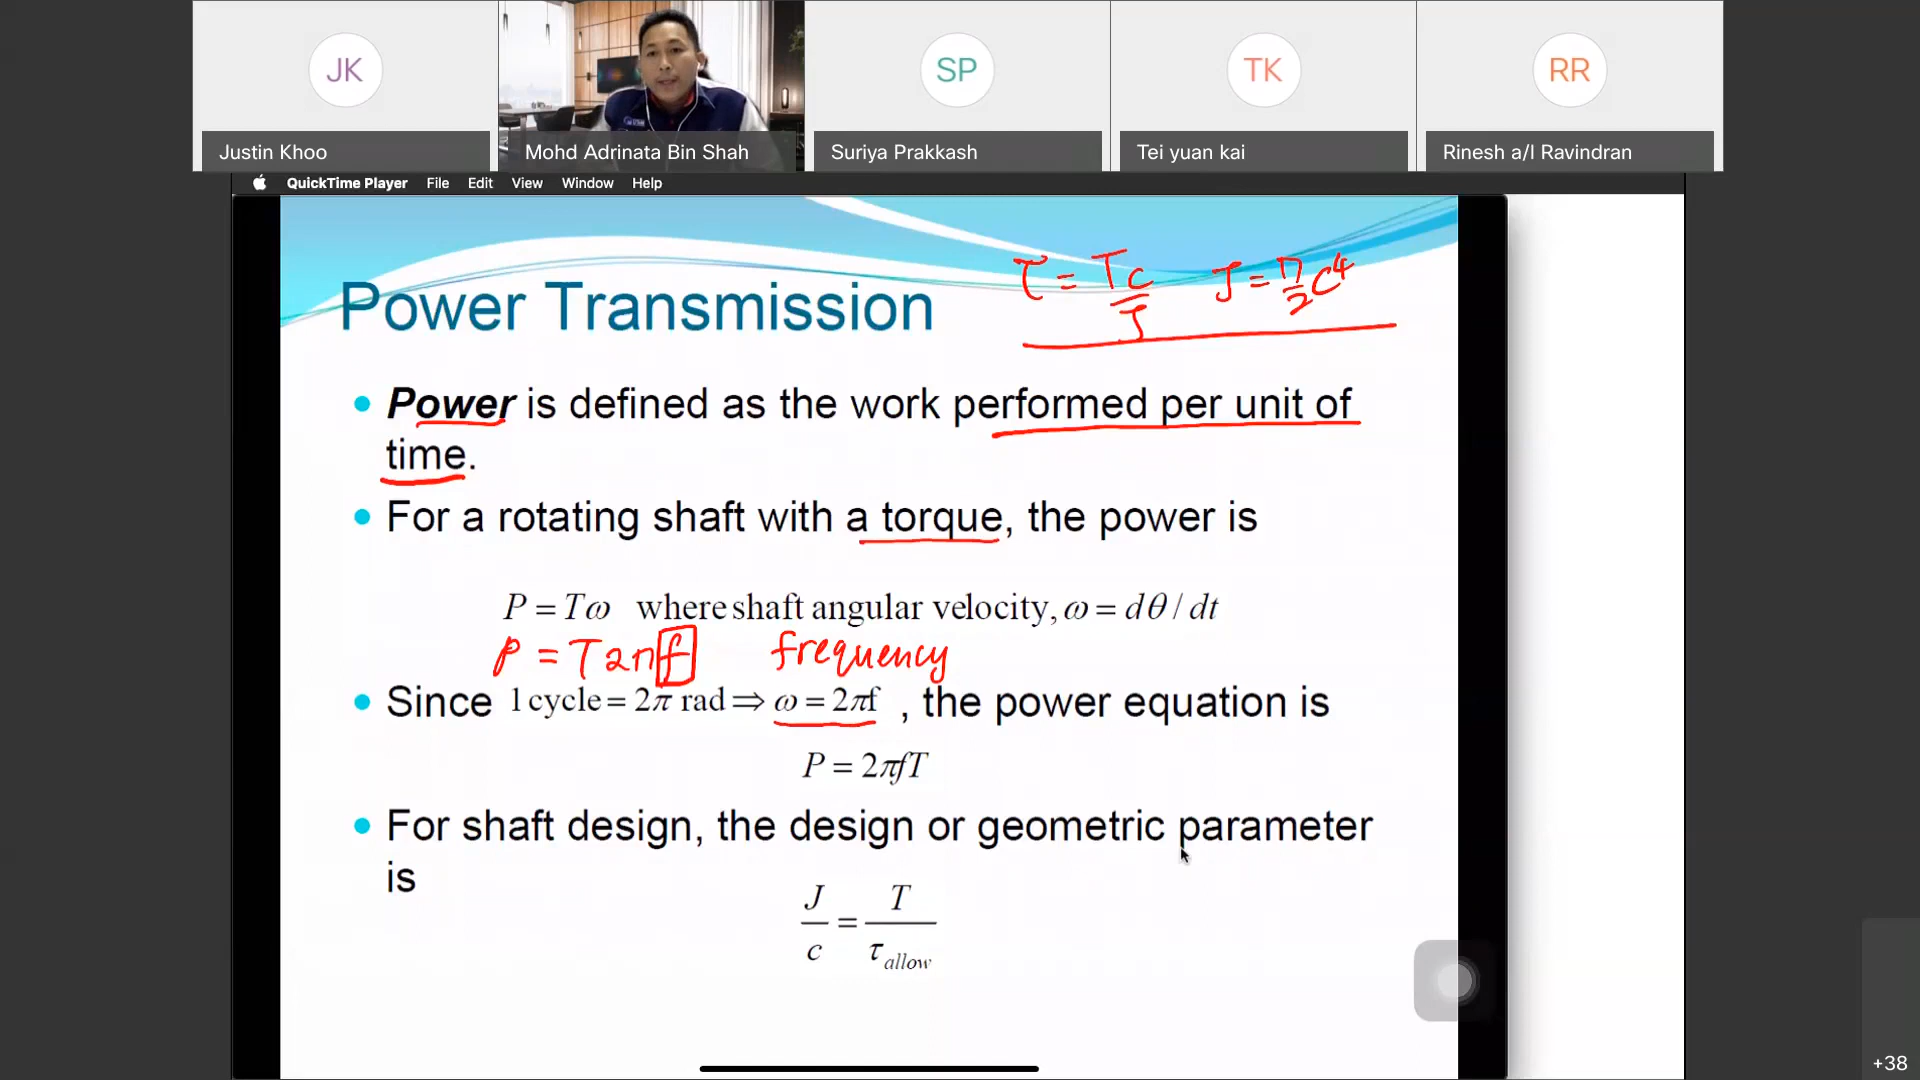 JK
SP
TK
RR
Justin Khoo
Mohd Adrinata Bin Shah
Suriya Prakkash
Tei yuan kai
Rinesh a/l Ravindran
QuickTime Player File Edit View Window Help
τ = Tc/J J = π/2 c⁴
Power Transmission
• Power is defined as the work performed per unit of
time.
• For a rotating shaft with a torque, the power is
P = Tω where shaft angular velocity, ω = dθ / dt
P = T2πf frequency
• Since 1 cycle = 2π rad ⇒ ω = 2πf , the power equation is
P = 2πfT
• For shaft design, the design or geometric parameter
is
J/c = T/τ allow
+38